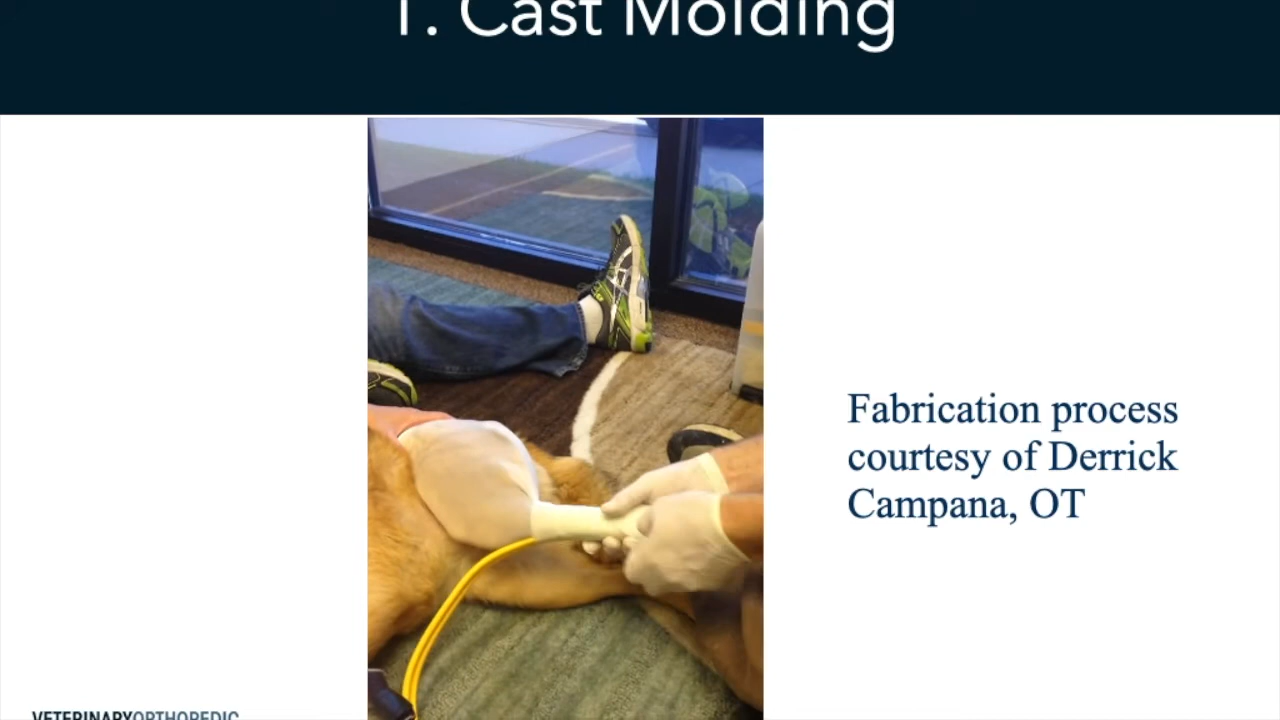 1. Cast Molding
Fabrication process
courtesy of Derrick
Campana, OT
VETERINARYORTHOPEDIC